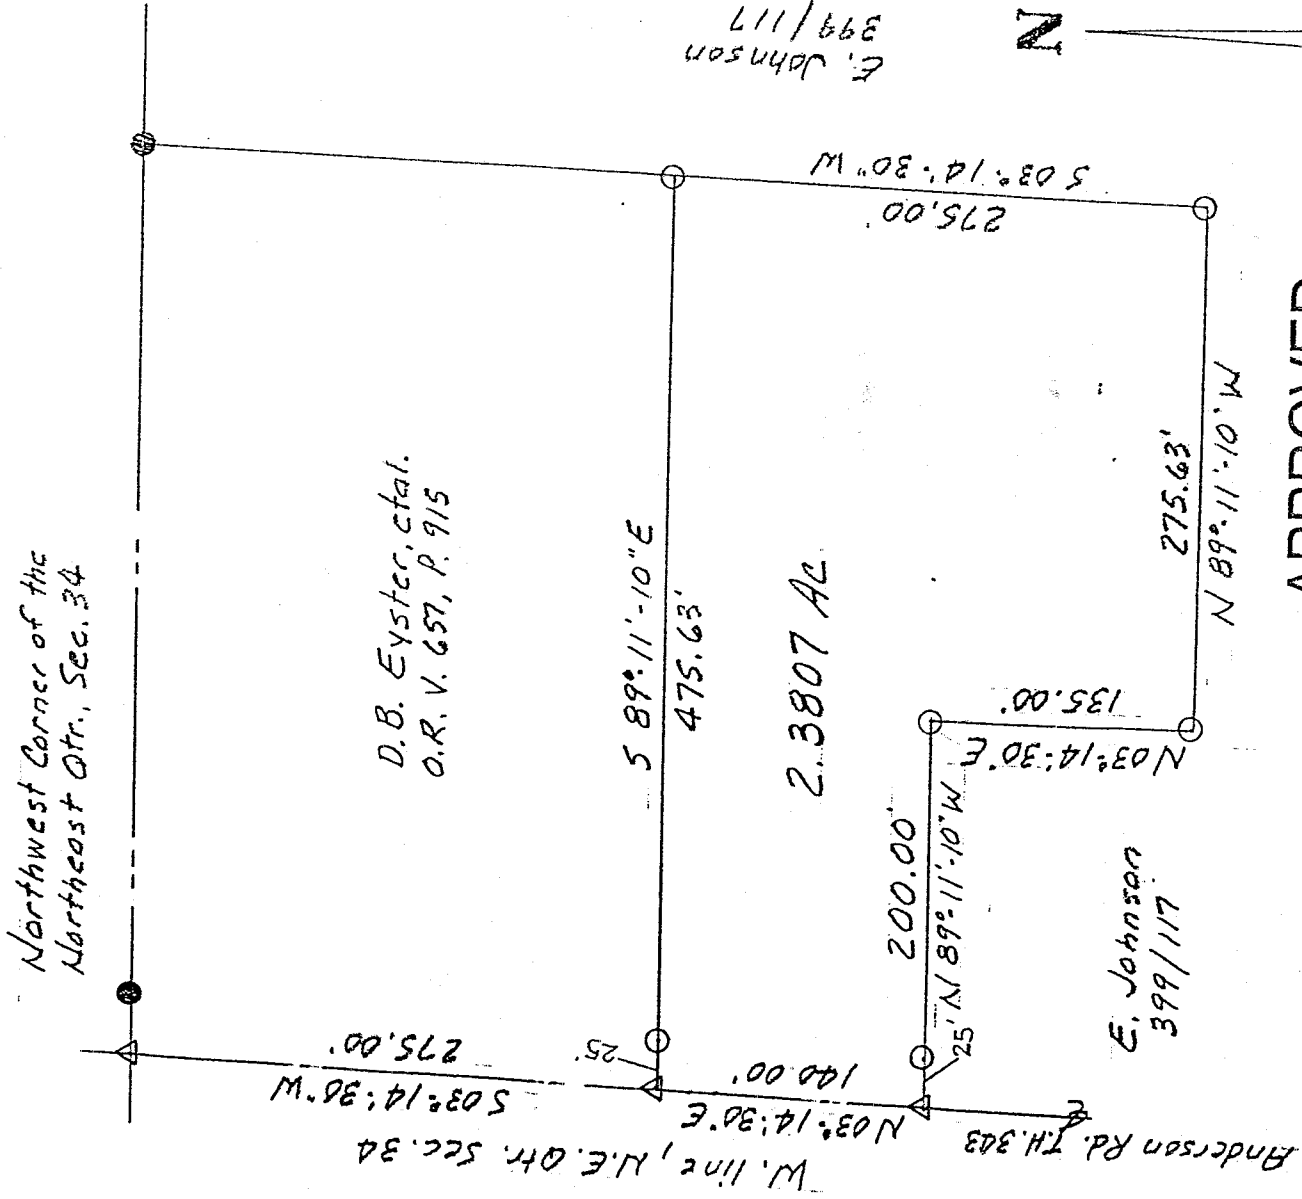 E. Johnson
399/117
N
Northwest Corner of the
Northeast Qtr., Sec. 34
S 03°-14'-30" W
275.00'
D.B. Eyster, etal.
O.R. V. 657, P. 915
S 89°-11'-10" E
475.63'
2.3807 Ac.
275.00'
S 03°-14'-30" W
25'
140.00'
N 03°-14'-30" E
W. line, N.E. Qtr. Sec. 34
200.00'
N 89°-11'-10" W
25'
135.00'
N 03°-14'-30" E
275.63'
N 89°-11'-10" W
E. Johnson
399/117
Anderson Rd. T.H. 343
APPROVED